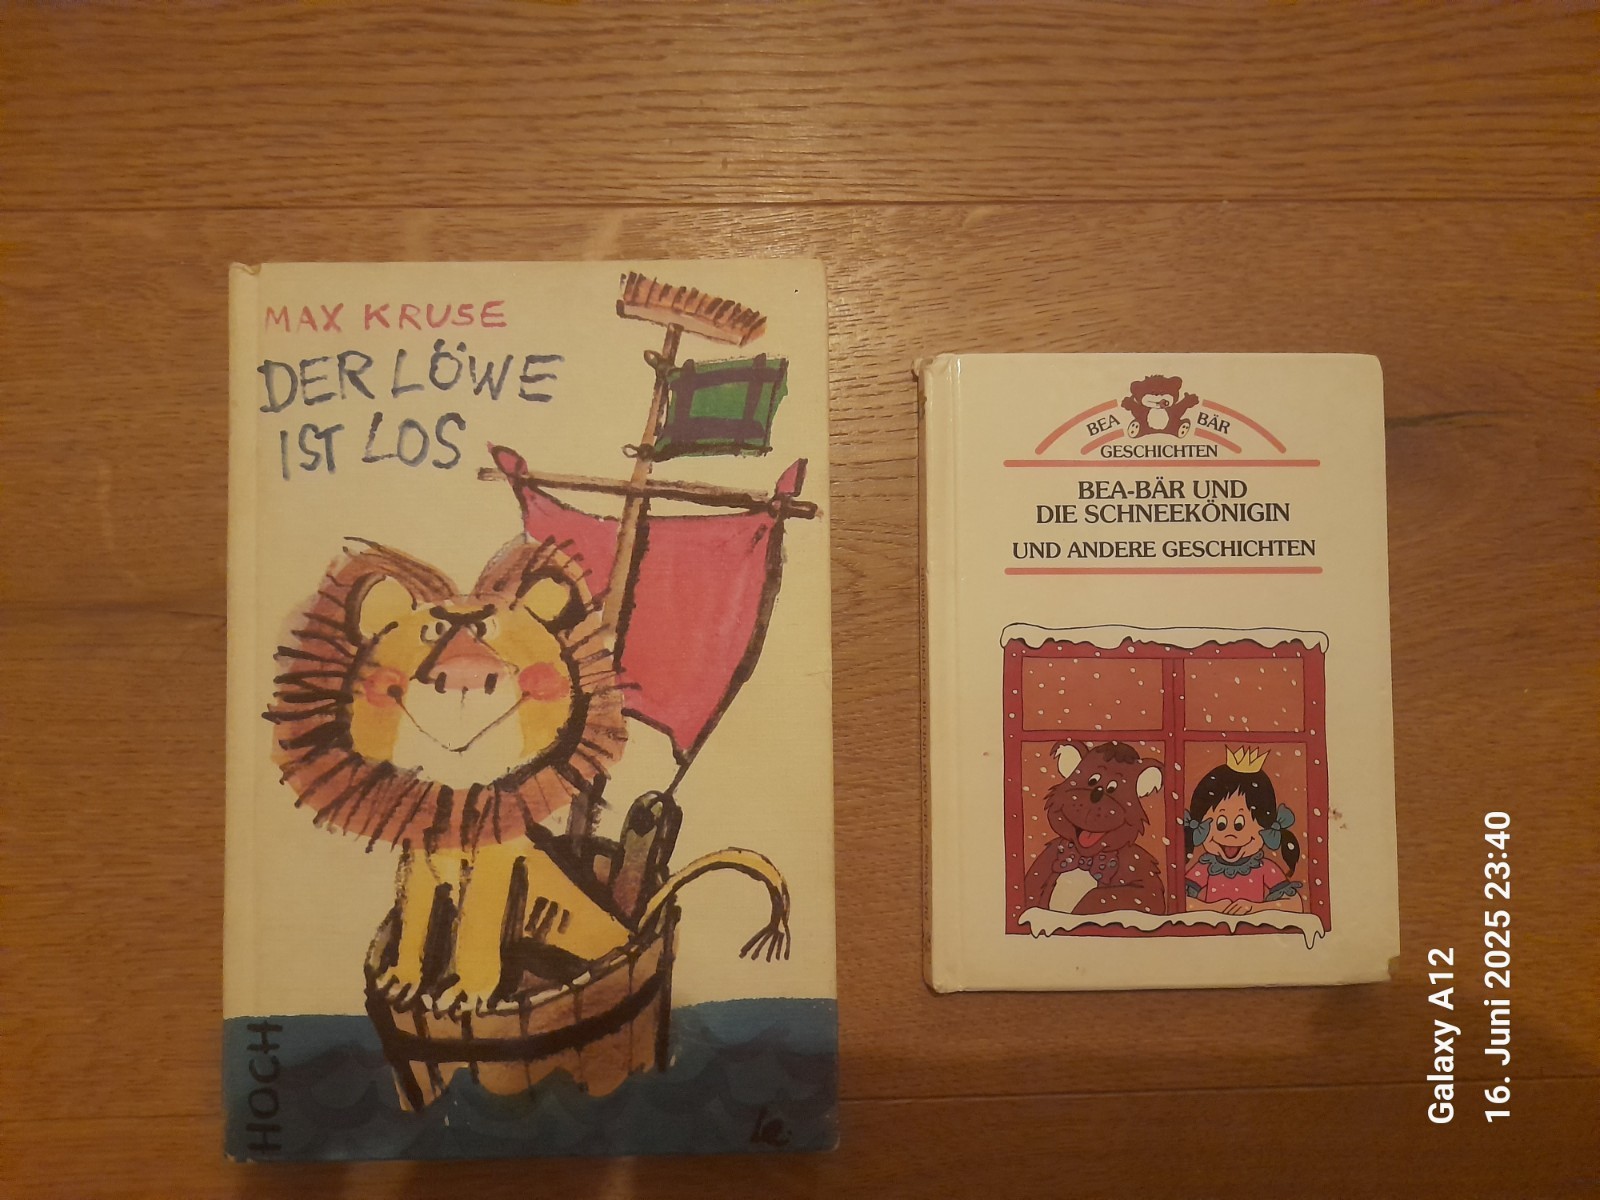 MAX KRUSE
DER LÖWE
IST LOS
HOCH
BEA BÄR
GESCHICHTEN
BEA-BÄR UND
DIE SCHNEEKÖNIGIN
UND ANDERE GESCHICHTEN
Galaxy A12
16. Juni 2025 23:40